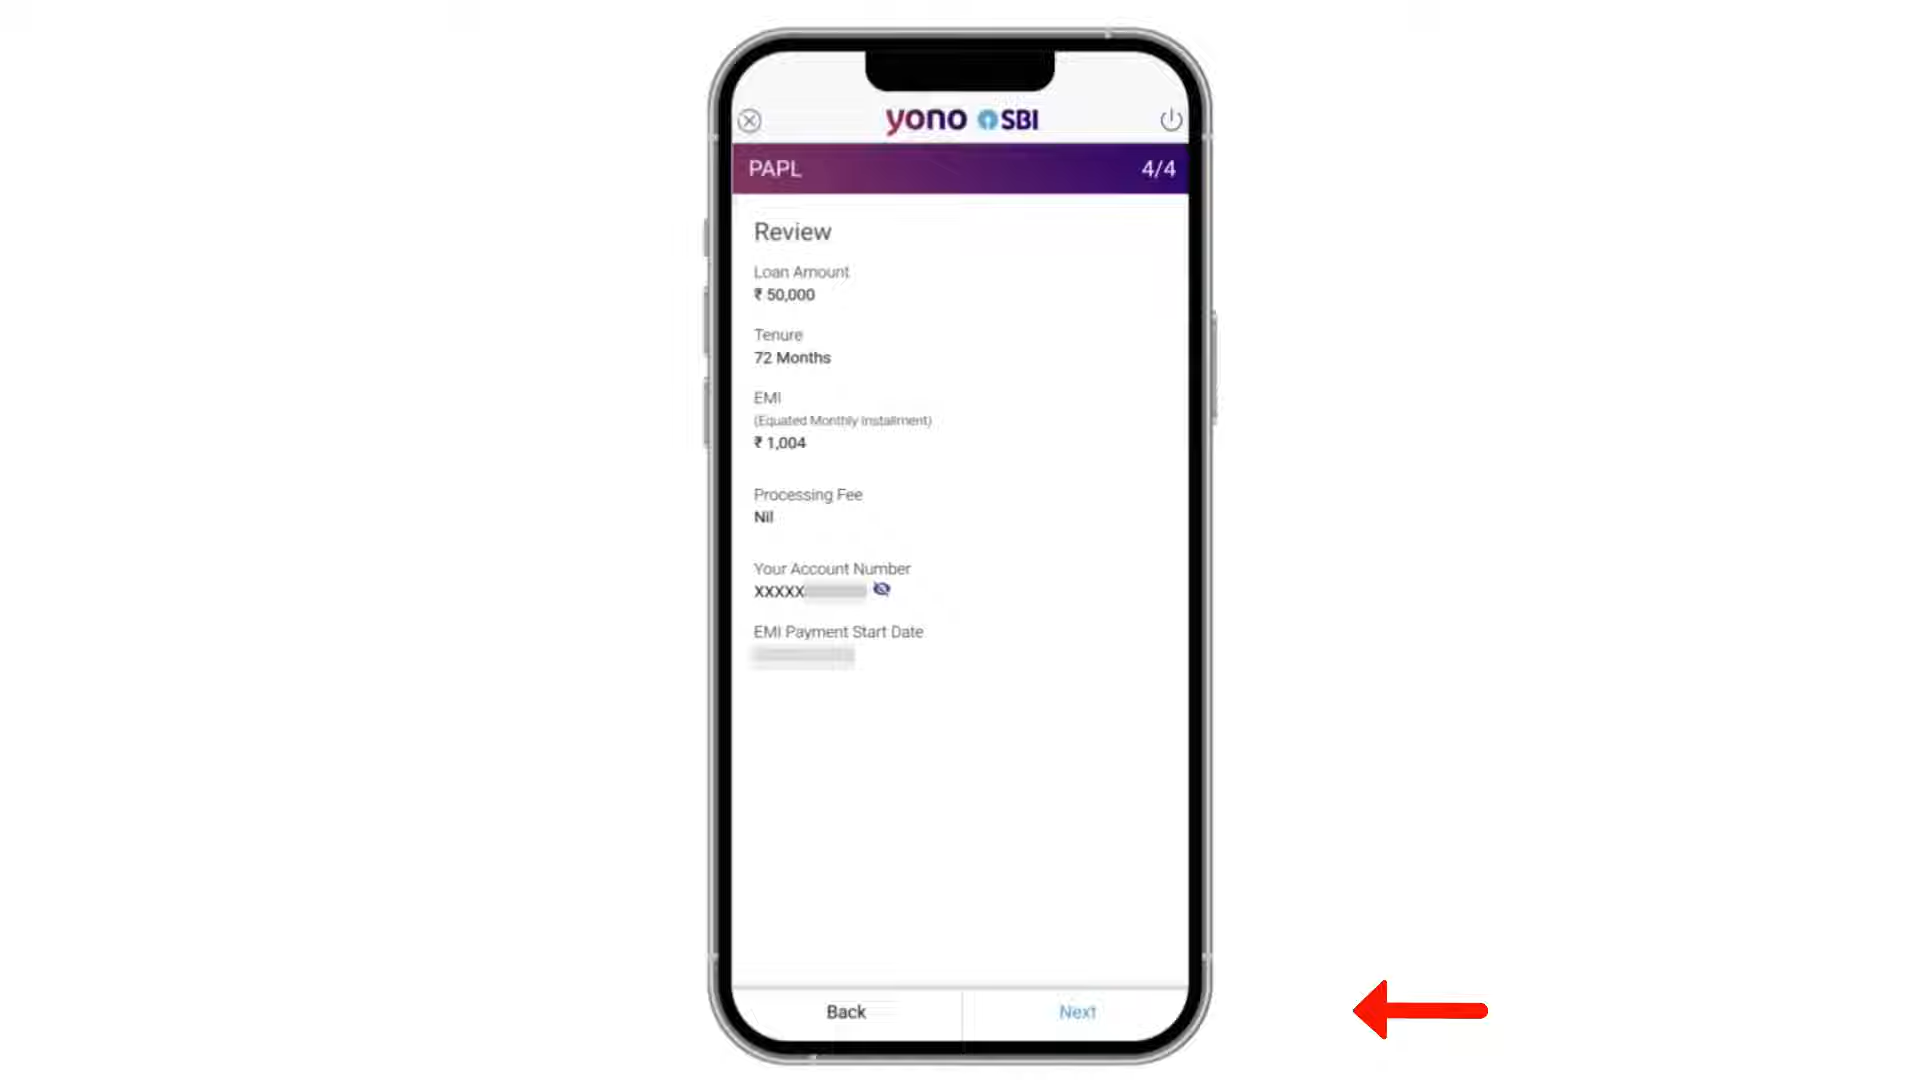 yono SBI
PAPL 4/4
Review
Loan Amount
₹ 50,000
Tenure
72 Months
EMI
(Equated Monthly Installment)
₹ 1,004
Processing Fee
Nil
Your Account Number
XXXXX
EMI Payment Start Date
Back Next